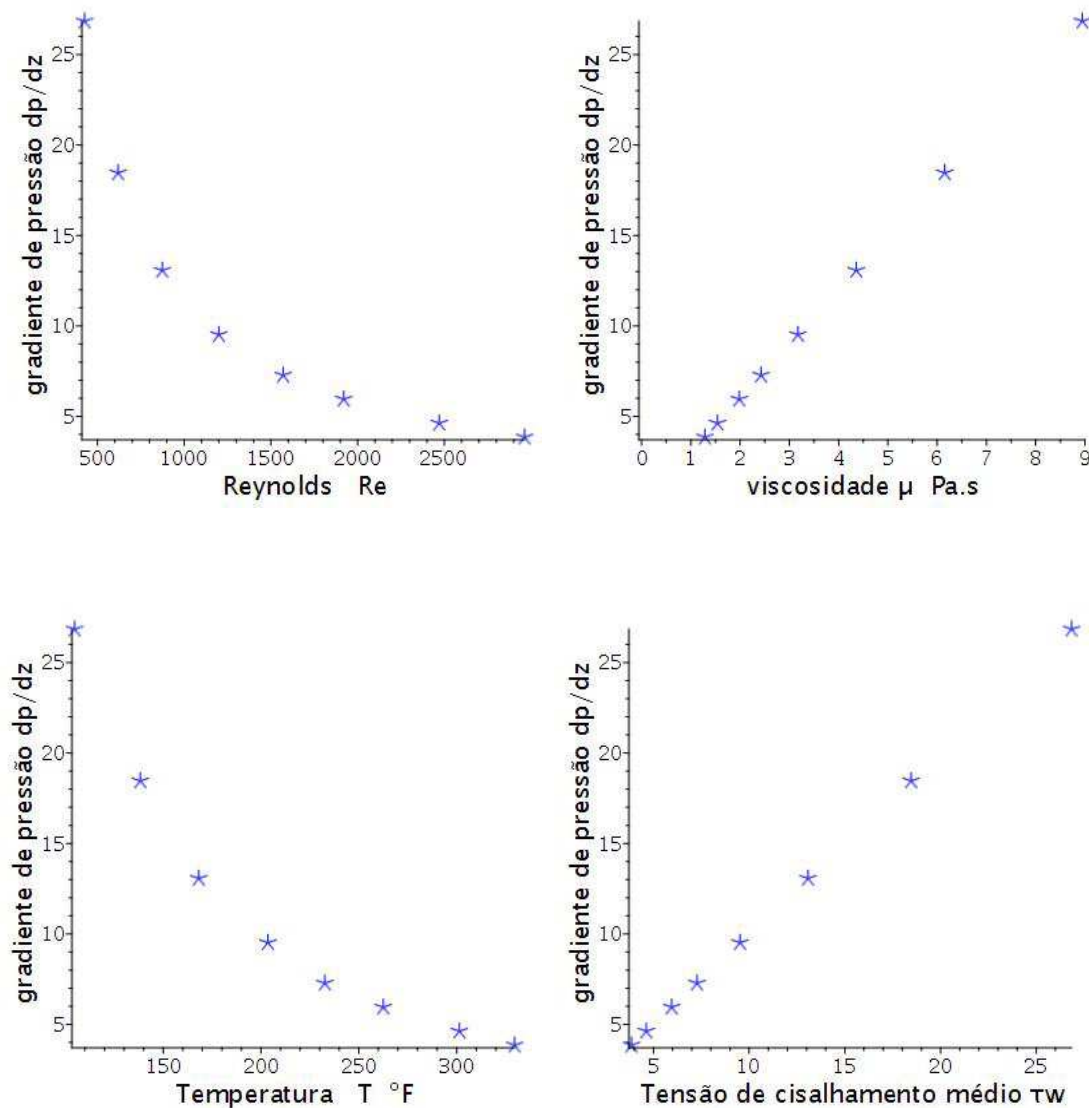 gradiente de pressão dp/dz
25
20
15
10
5
500 1000 1500 2000 2500
Reynolds Re
gradiente de pressão dp/dz
25
20
15
10
5
0 1 2 3 4 5 6 7 8 9
viscosidade μ Pa.s
gradiente de pressão dp/dz
25
20
15
10
5
150 200 250 300
Temperatura T °F
gradiente de pressão dp/dz
25
20
15
10
5
5 10 15 20 25
Tensão de cisalhamento médio τw